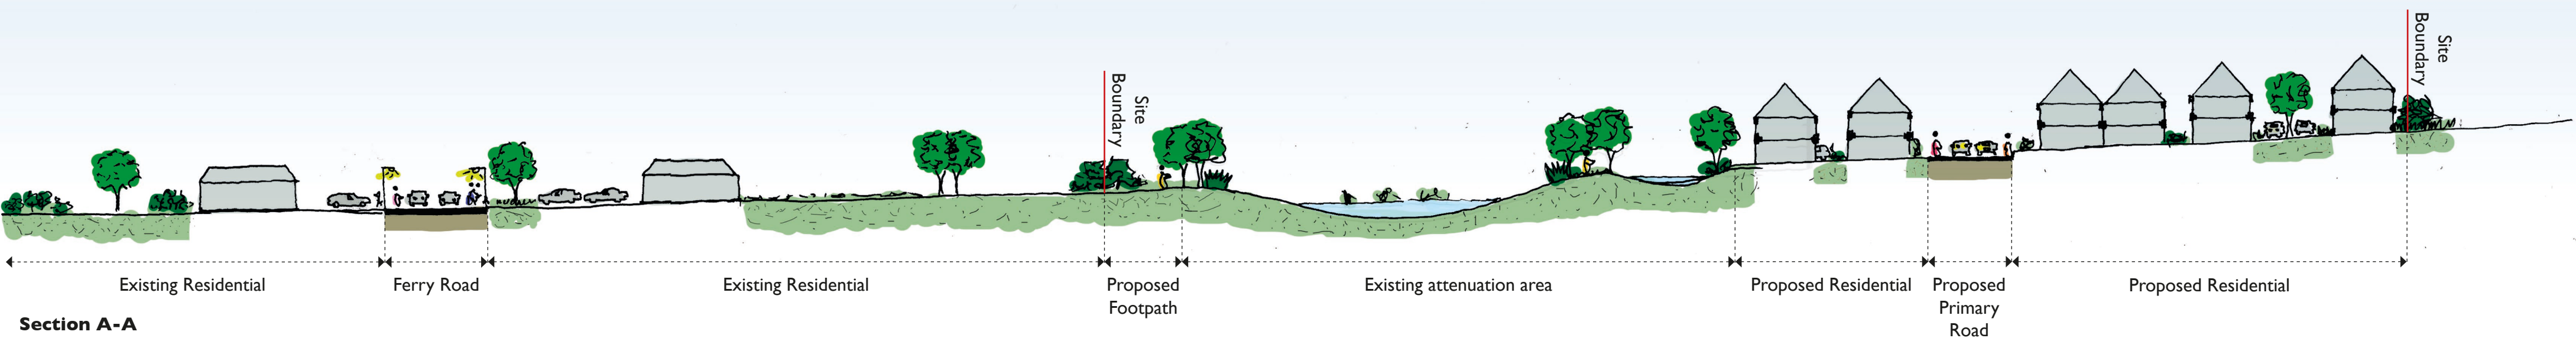 Site
Boundary
Site
Boundary
Existing Residential
Ferry Road
Existing Residential
Proposed
Footpath
Existing attenuation area
Proposed Residential
Proposed
Primary
Road
Proposed Residential
Section A-A